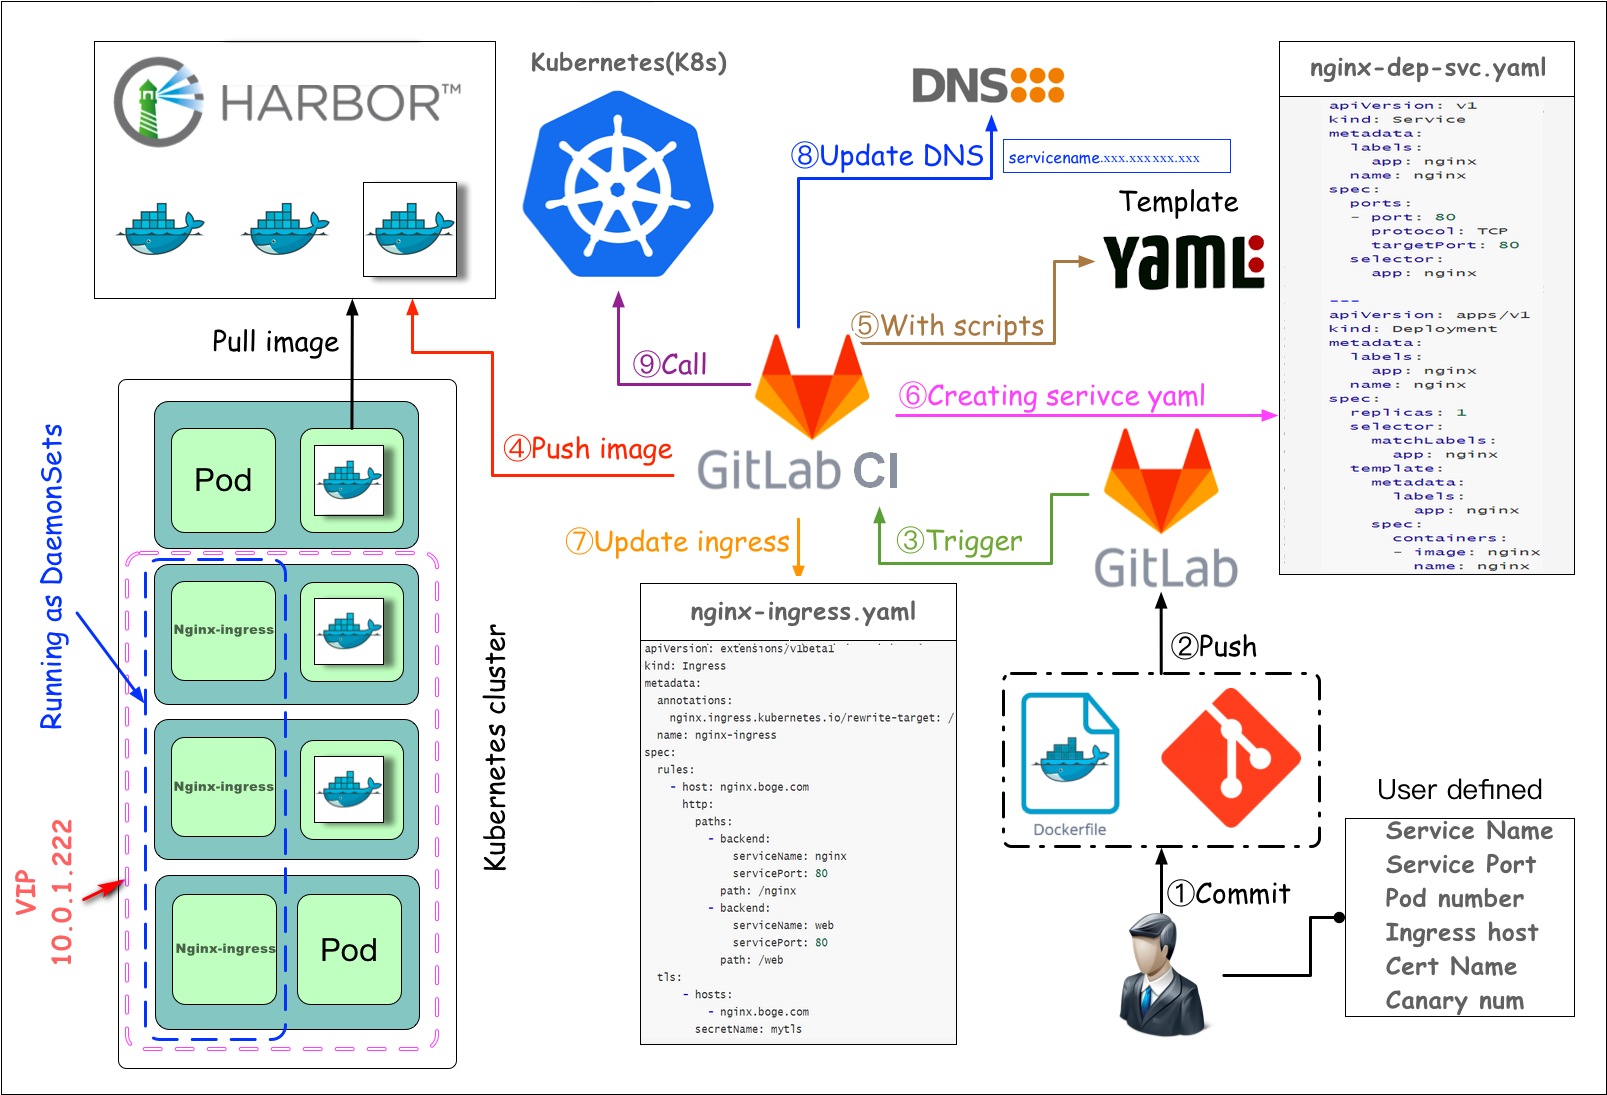 HARBOR™
Kubernetes(K8s)
DNS
⑧Update DNS
servicename.xxx.xxxxxx.xxx
Template
YAML
nginx-dep-svc.yaml
apiVersion: v1
kind: Service
metadata:
labels:
app: nginx
name: nginx
spec:
ports:
- port: 80
protocol: TCP
targetPort: 80
selector:
app: nginx
---
apiVersion: apps/v1
kind: Deployment
metadata:
labels:
app: nginx
name: nginx
spec:
replicas: 1
selector:
matchLabels:
app: nginx
template:
metadata:
labels:
app: nginx
spec:
containers:
- image: nginx
name: nginx
Pull image
⑨Call
⑤With scripts
⑥Creating serivce yaml
④Push image
GitLab CI
⑦Update ingress
③Trigger
GitLab
Pod
Nginx-ingress
Nginx-ingress
Nginx-ingress
Pod
Running as DaemonSets
VIP
10.0.1.222
Kubernetes cluster
nginx-ingress.yaml
apiVersion: extensions/v1beta1
kind: Ingress
metadata:
annotations:
nginx.ingress.kubernetes.io/rewrite-target: /
name: nginx-ingress
spec:
rules:
- host: nginx.boge.com
http:
paths:
- backend:
serviceName: nginx
servicePort: 80
path: /nginx
- backend:
serviceName: web
servicePort: 80
path: /web
tls:
- hosts:
- nginx.boge.com
secretName: mytls
②Push
Dockerfile
①Commit
User defined
Service Name
Service Port
Pod number
Ingress host
Cert Name
Canary num